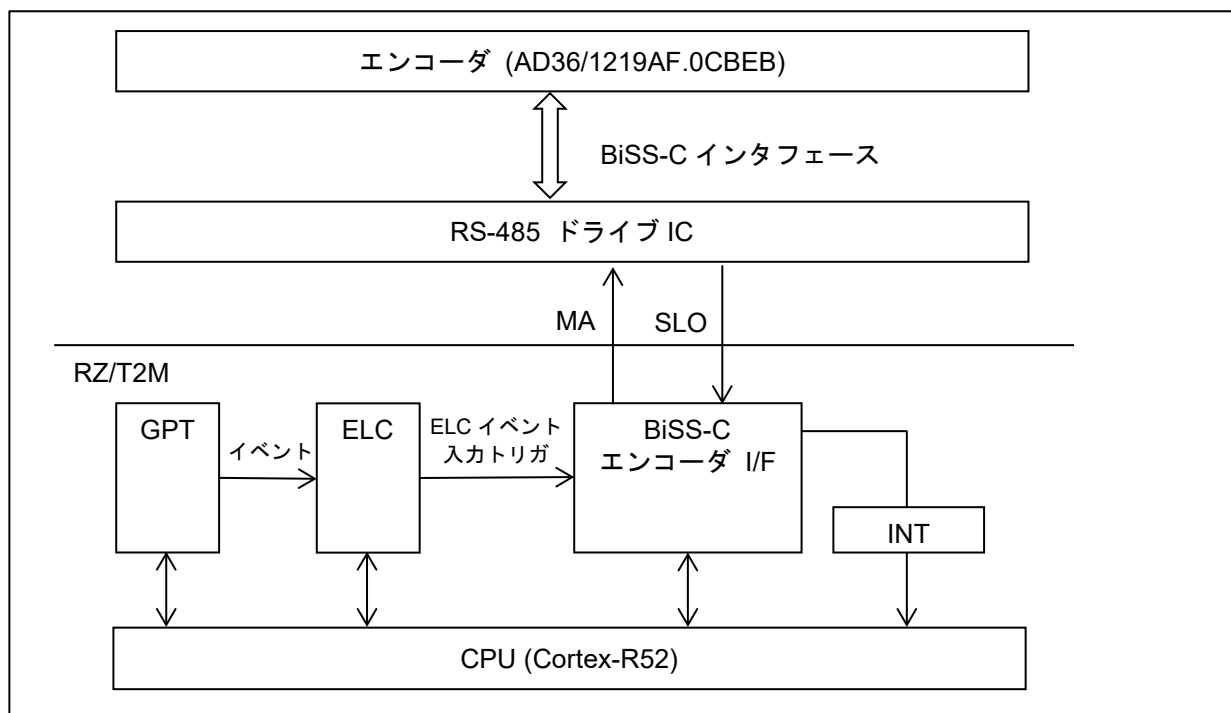 エンコーダ (AD36/1219AF.0CBEB)
BiSS-C インタフェース
RS-485 ドライブ IC
MA
SLO
RZ/T2M
GPT
イベント
ELC
ELC イベント
入力トリガ
BiSS-C
エンコーダ I/F
INT
CPU (Cortex-R52)